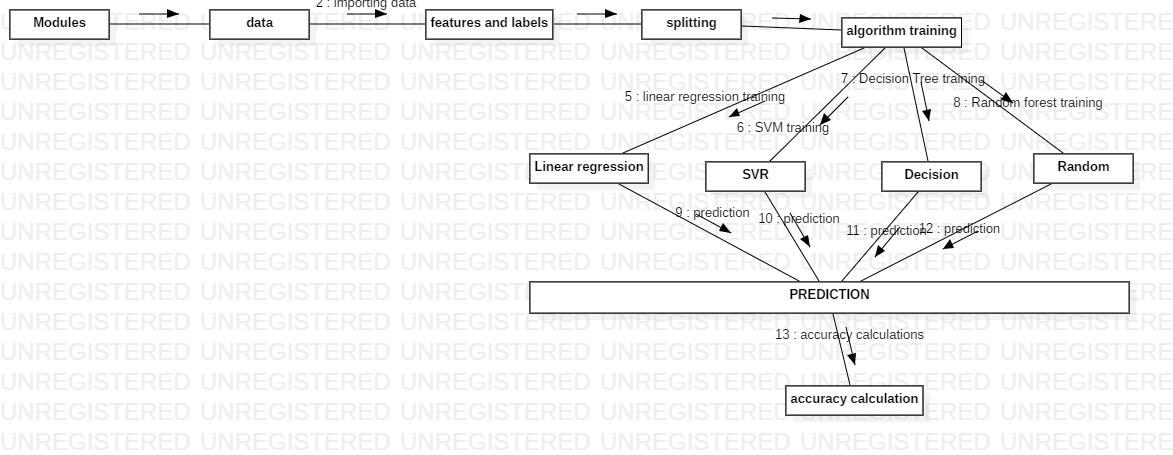 2 : importing data
Modules
data
features and labels
splitting
algorithm training
7 : Decision Tree training
5 : linear regression training
8 : Random forest training
6 : SVM training
Linear regression
SVR
Decision
Random
9 : prediction
10 : prediction
11 : prediction
12 : prediction
PREDICTION
13 : accuracy calculations
accuracy calculation
UNREGISTERED UNREGISTERED UNREGISTERED UNREGISTERED UNREGISTERED UNREGISTERED